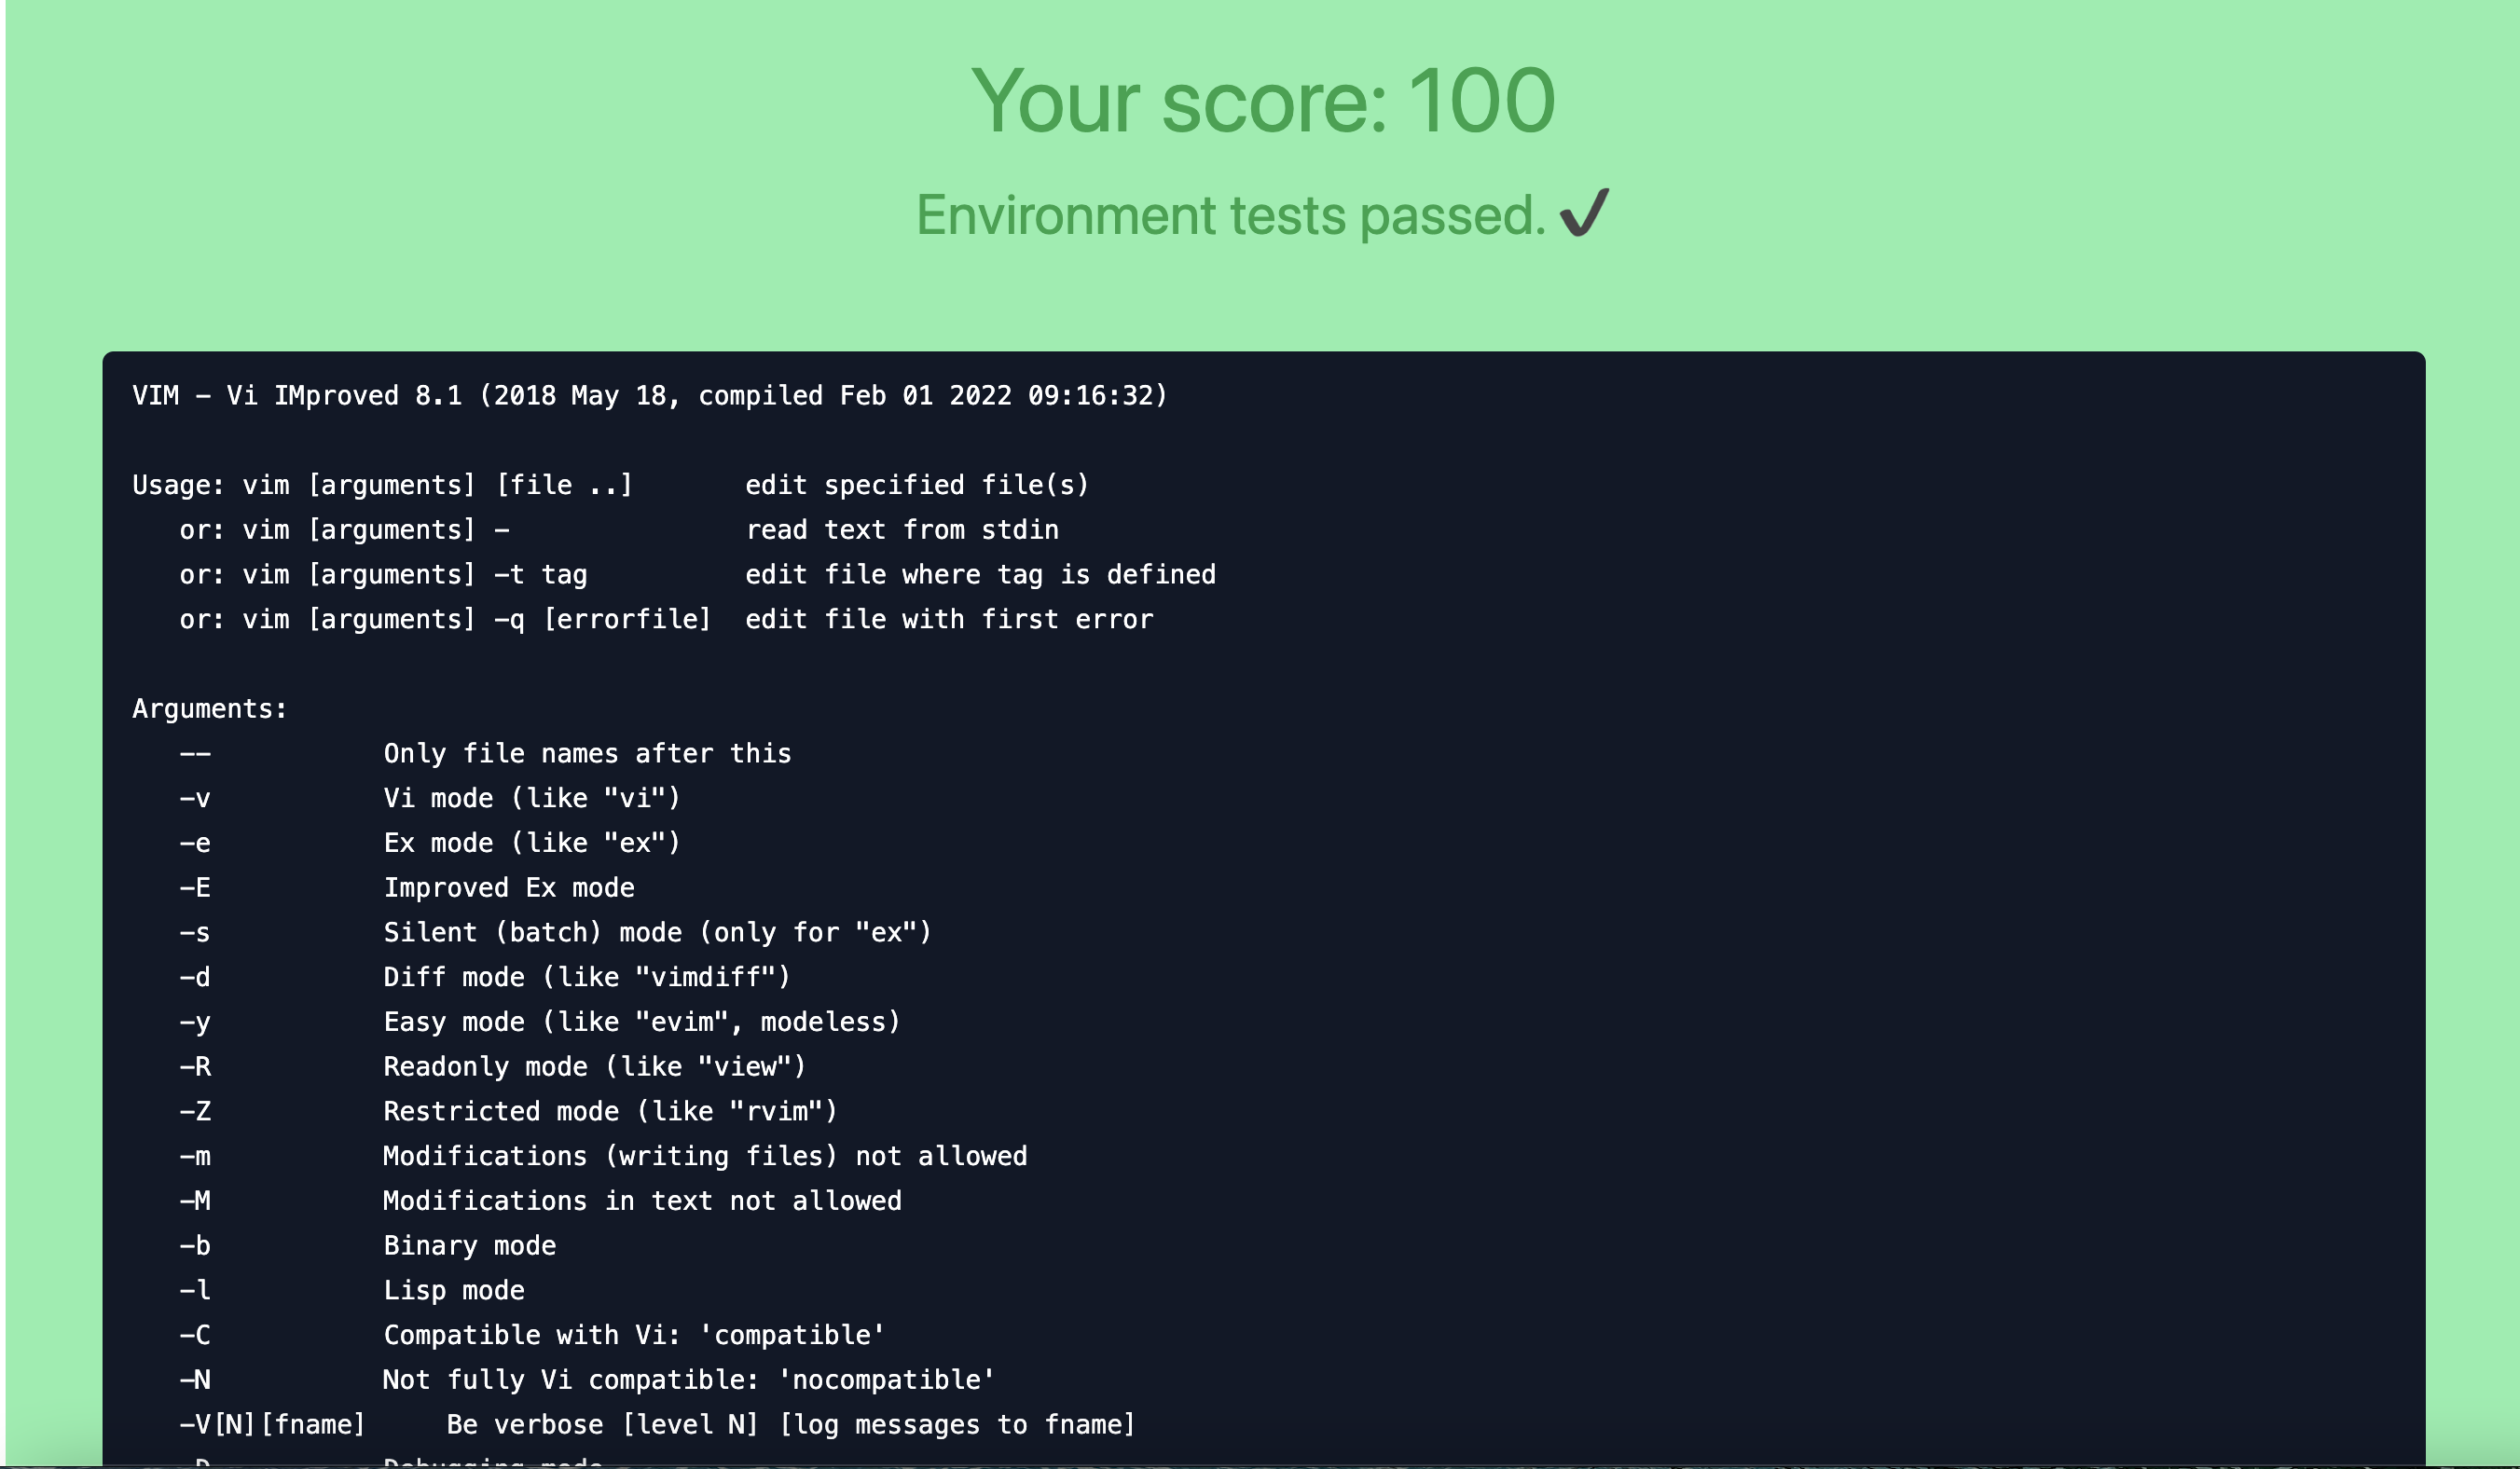 Your score: 100
Environment tests passed. ✔
VIM - Vi IMproved 8.1 (2018 May 18, compiled Feb 01 2022 09:16:32)
Usage: vim [arguments] [file ..]       edit specified file(s)
   or: vim [arguments] -               read text from stdin
   or: vim [arguments] -t tag          edit file where tag is defined
   or: vim [arguments] -q [errorfile]  edit file with first error
Arguments:
   --           Only file names after this
   -v           Vi mode (like "vi")
   -e           Ex mode (like "ex")
   -E           Improved Ex mode
   -s           Silent (batch) mode (only for "ex")
   -d           Diff mode (like "vimdiff")
   -y           Easy mode (like "evim", modeless)
   -R           Readonly mode (like "view")
   -Z           Restricted mode (like "rvim")
   -m           Modifications (writing files) not allowed
   -M           Modifications in text not allowed
   -b           Binary mode
   -l           Lisp mode
   -C           Compatible with Vi: 'compatible'
   -N           Not fully Vi compatible: 'nocompatible'
   -V[N][fname]     Be verbose [level N] [log messages to fname]
   -D           Debugging mode